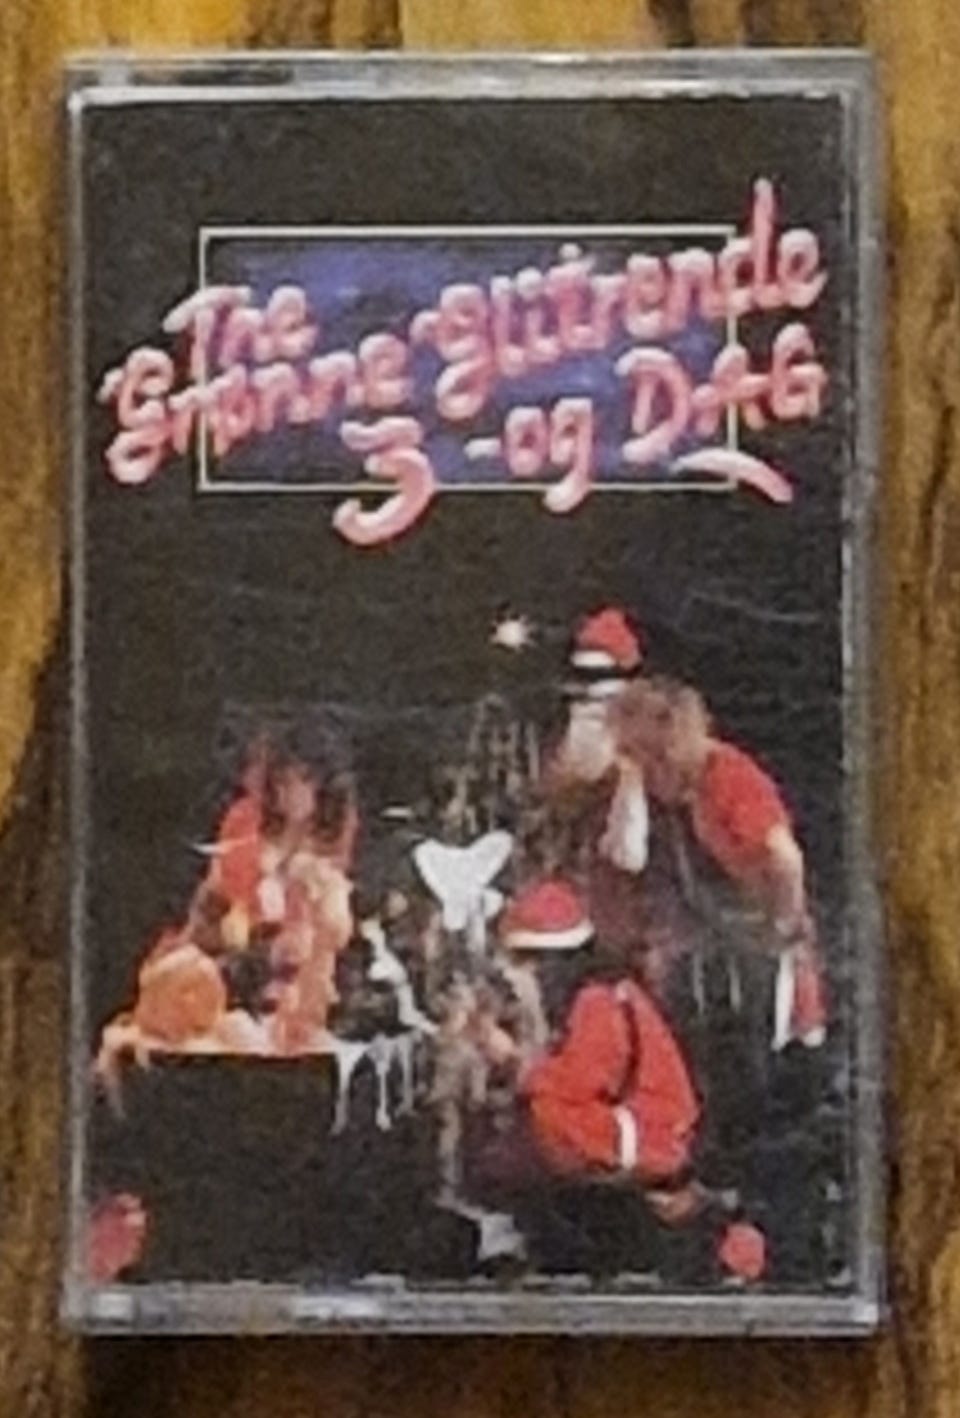 The
Grønne glitrende
3 -og DAG